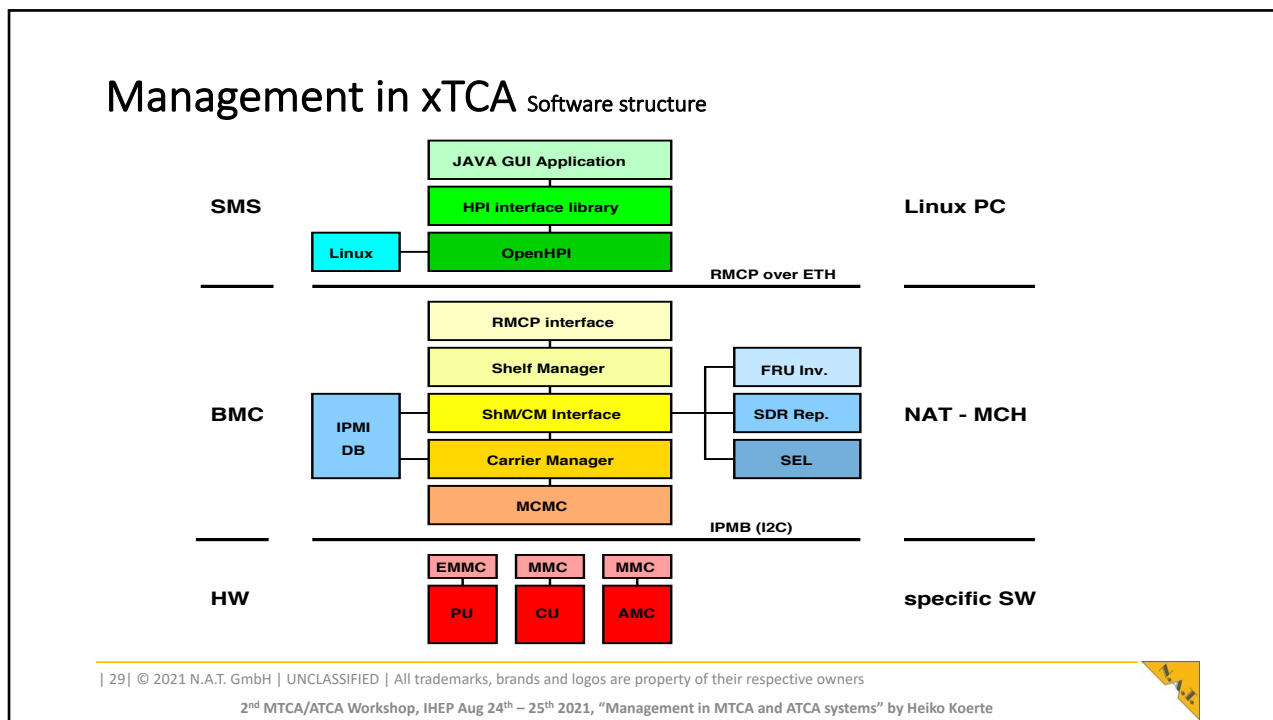 Management in xTCA Software structure
JAVA GUI Application
SMS
HPI interface library
Linux PC
Linux
OpenHPI
RMCP over ETH
RMCP interface
Shelf Manager
FRU Inv.
BMC
IPMI
DB
ShM/CM Interface
SDR Rep.
NAT - MCH
Carrier Manager
SEL
MCMC
IPMB (I2C)
EMMC
MMC
MMC
HW
PU
CU
AMC
specific SW
| 29| © 2021 N.A.T. GmbH | UNCLASSIFIED | All trademarks, brands and logos are property of their respective owners
2nd MTCA/ATCA Workshop, IHEP Aug 24th – 25th 2021, “Management in MTCA and ATCA systems” by Heiko Koerte
N.A.T.